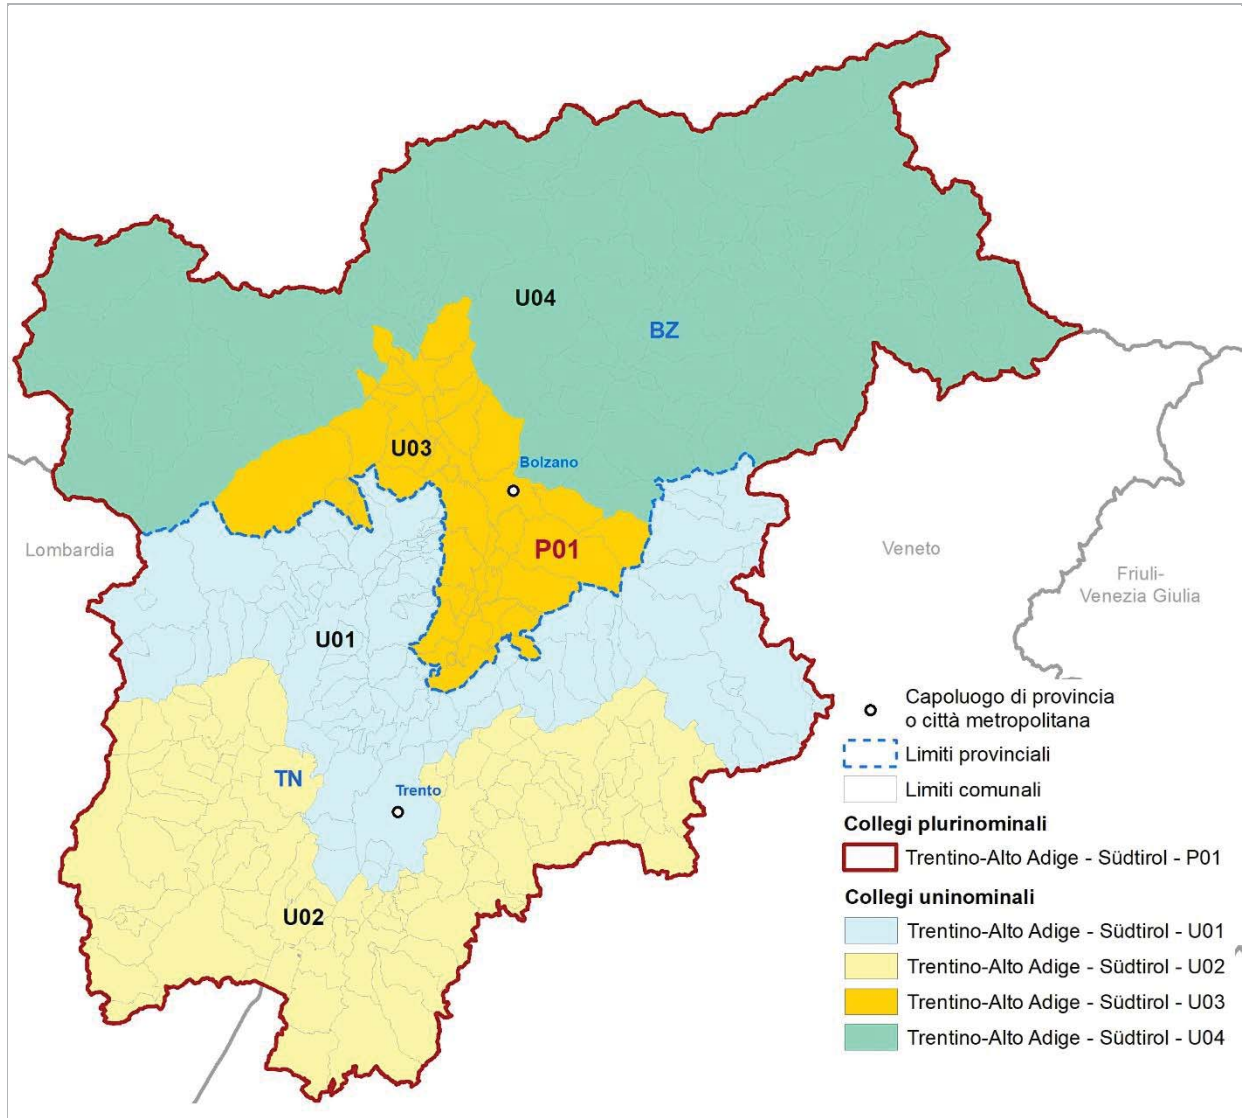 U04
BZ
U03
Bolzano
Lombardia
P01
Veneto
Friuli-
Venezia Giulia
U01
TN
Trento
U02
Capoluogo di provincia
o città metropolitana
Limiti provinciali
Limiti comunali
Collegi plurinominali
Trentino-Alto Adige - Südtirol - P01
Collegi uninominali
Trentino-Alto Adige - Südtirol - U01
Trentino-Alto Adige - Südtirol - U02
Trentino-Alto Adige - Südtirol - U03
Trentino-Alto Adige - Südtirol - U04